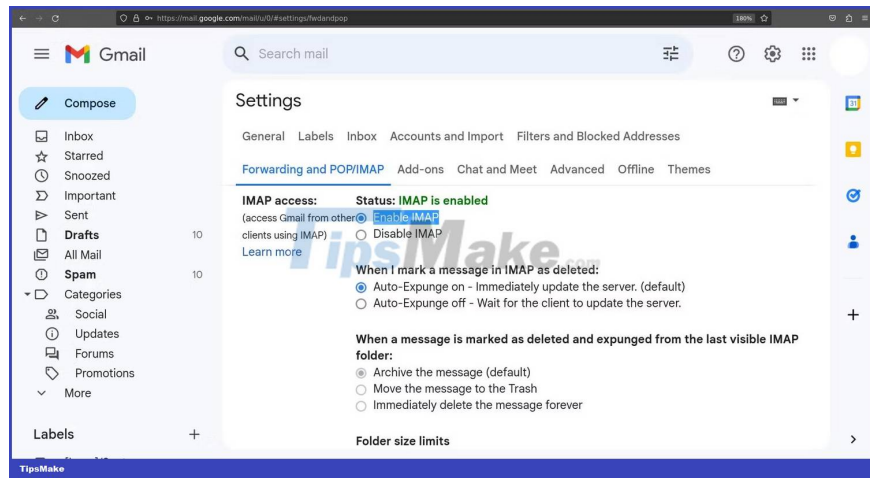 https://mail.google.com/mail/u/0/#settings/fwdandpop
180%
Gmail
Search mail
Compose
Inbox
Starred
Snoozed
Important
Sent
Drafts 10
All Mail
Spam 10
Categories
Social
Updates
Forums
Promotions
More
Labels
Settings
General Labels Inbox Accounts and Import Filters and Blocked Addresses
Forwarding and POP/IMAP Add-ons Chat and Meet Advanced Offline Themes
IMAP access:
(access Gmail from other
clients using IMAP)
Learn more
Status: IMAP is enabled
Enable IMAP
Disable IMAP
When I mark a message in IMAP as deleted:
Auto-Expunge on - Immediately update the server. (default)
Auto-Expunge off - Wait for the client to update the server.
When a message is marked as deleted and expunged from the last visible IMAP
folder:
Archive the message (default)
Move the message to the Trash
Immediately delete the message forever
Folder size limits
31
TipsMake.com
TipsMake